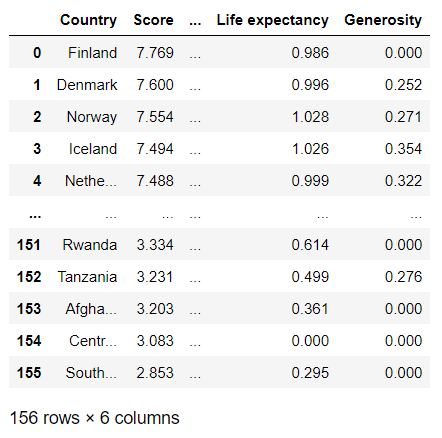 Country Score ... Life expectancy Generosity
0 Finland 7.769 ... 0.986 0.000
1 Denmark 7.600 ... 0.996 0.252
2 Norway 7.554 ... 1.028 0.271
3 Iceland 7.494 ... 1.026 0.354
4 Nethe... 7.488 ... 0.999 0.322
... ... ... ... ... ...
151 Rwanda 3.334 ... 0.614 0.000
152 Tanzania 3.231 ... 0.499 0.276
153 Afgha... 3.203 ... 0.361 0.000
154 Centr... 3.083 ... 0.000 0.000
155 South... 2.853 ... 0.295 0.000
156 rows × 6 columns